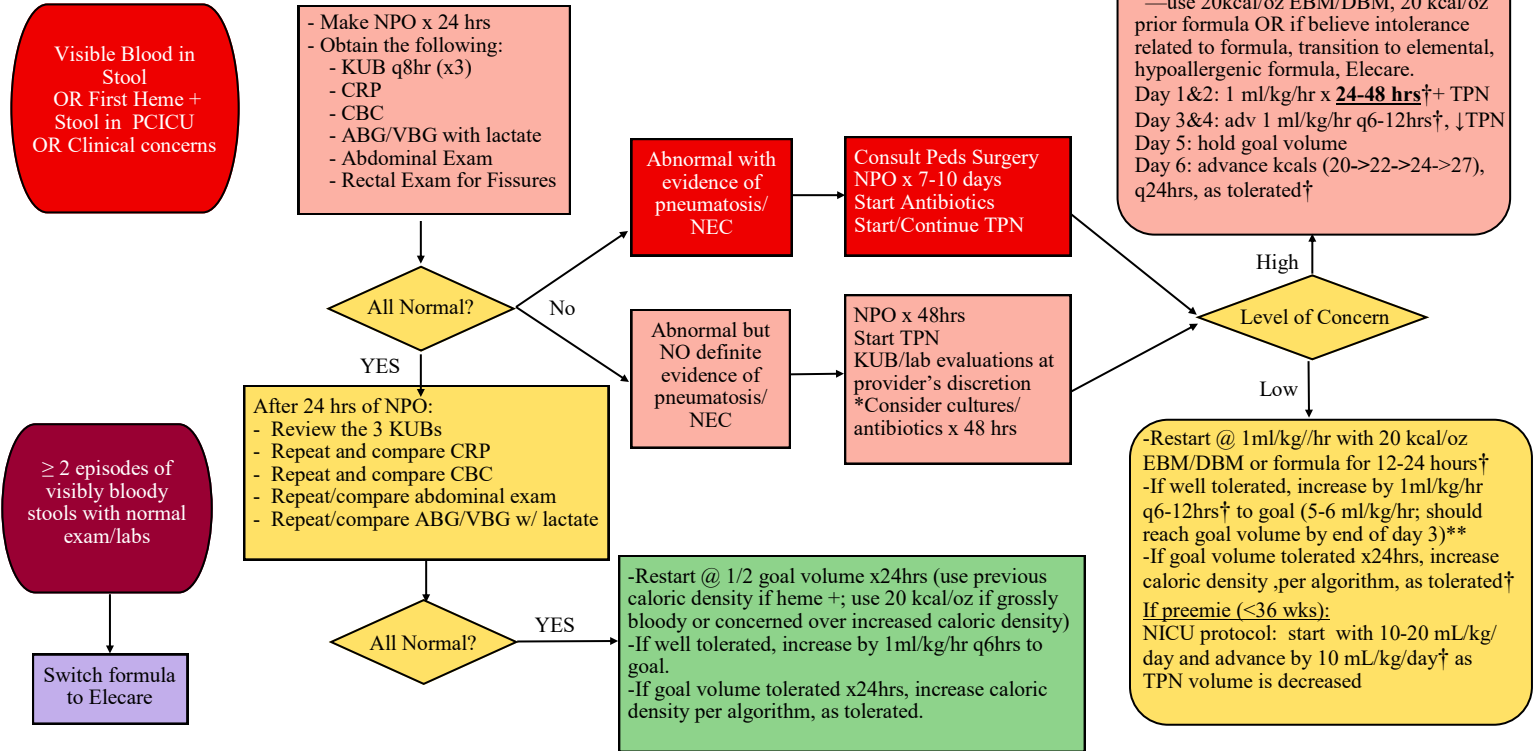 Visible Blood in
Stool
OR First Heme +
Stool in PCICU
OR Clinical concerns
- Make NPO x 24 hrs
- Obtain the following:
- KUB q8hr (x3)
- CRP
- CBC
- ABG/VBG with lactate
- Abdominal Exam
- Rectal Exam for Fissures
All Normal?
No
YES
Abnormal with
evidence of
pneumatosis/
NEC
Consult Peds Surgery
NPO x 7-10 days
Start Antibiotics
Start/Continue TPN
Abnormal but
NO definite
evidence of
pneumatosis/
NEC
NPO x 48hrs
Start TPN
KUB/lab evaluations at
provider's discretion
*Consider cultures/
antibiotics x 48 hrs
—use 20kcal/oz EBM/DBM, 20 kcal/oz
prior formula OR if believe intolerance
related to formula, transition to elemental,
hypoallergenic formula, Elecare.
Day 1&2: 1 ml/kg/hr x 24-48 hrs†+ TPN
Day 3&4: adv 1 ml/kg/hr q6-12hrs†, ↓TPN
Day 5: hold goal volume
Day 6: advance kcals (20->22->24->27),
q24hrs, as tolerated†
High
Level of Concern
Low
-Restart @ 1ml/kg//hr with 20 kcal/oz
EBM/DBM or formula for 12-24 hours†
-If well tolerated, increase by 1ml/kg/hr
q6-12hrs† to goal (5-6 ml/kg/hr; should
reach goal volume by end of day 3)**
-If goal volume tolerated x24hrs, increase
caloric density ,per algorithm, as tolerated†
If preemie (<36 wks):
NICU protocol: start with 10-20 mL/kg/
day and advance by 10 mL/kg/day† as
TPN volume is decreased
After 24 hrs of NPO:
- Review the 3 KUBs
- Repeat and compare CRP
- Repeat and compare CBC
- Repeat/compare abdominal exam
- Repeat/compare ABG/VBG w/ lactate
All Normal?
YES
-Restart @ 1/2 goal volume x24hrs (use previous
caloric density if heme +; use 20 kcal/oz if grossly
bloody or concerned over increased caloric density)
-If well tolerated, increase by 1ml/kg/hr q6hrs to
goal.
-If goal volume tolerated x24hrs, increase caloric
density per algorithm, as tolerated.
≥ 2 episodes of
visibly bloody
stools with normal
exam/labs
Switch formula
to Elecare